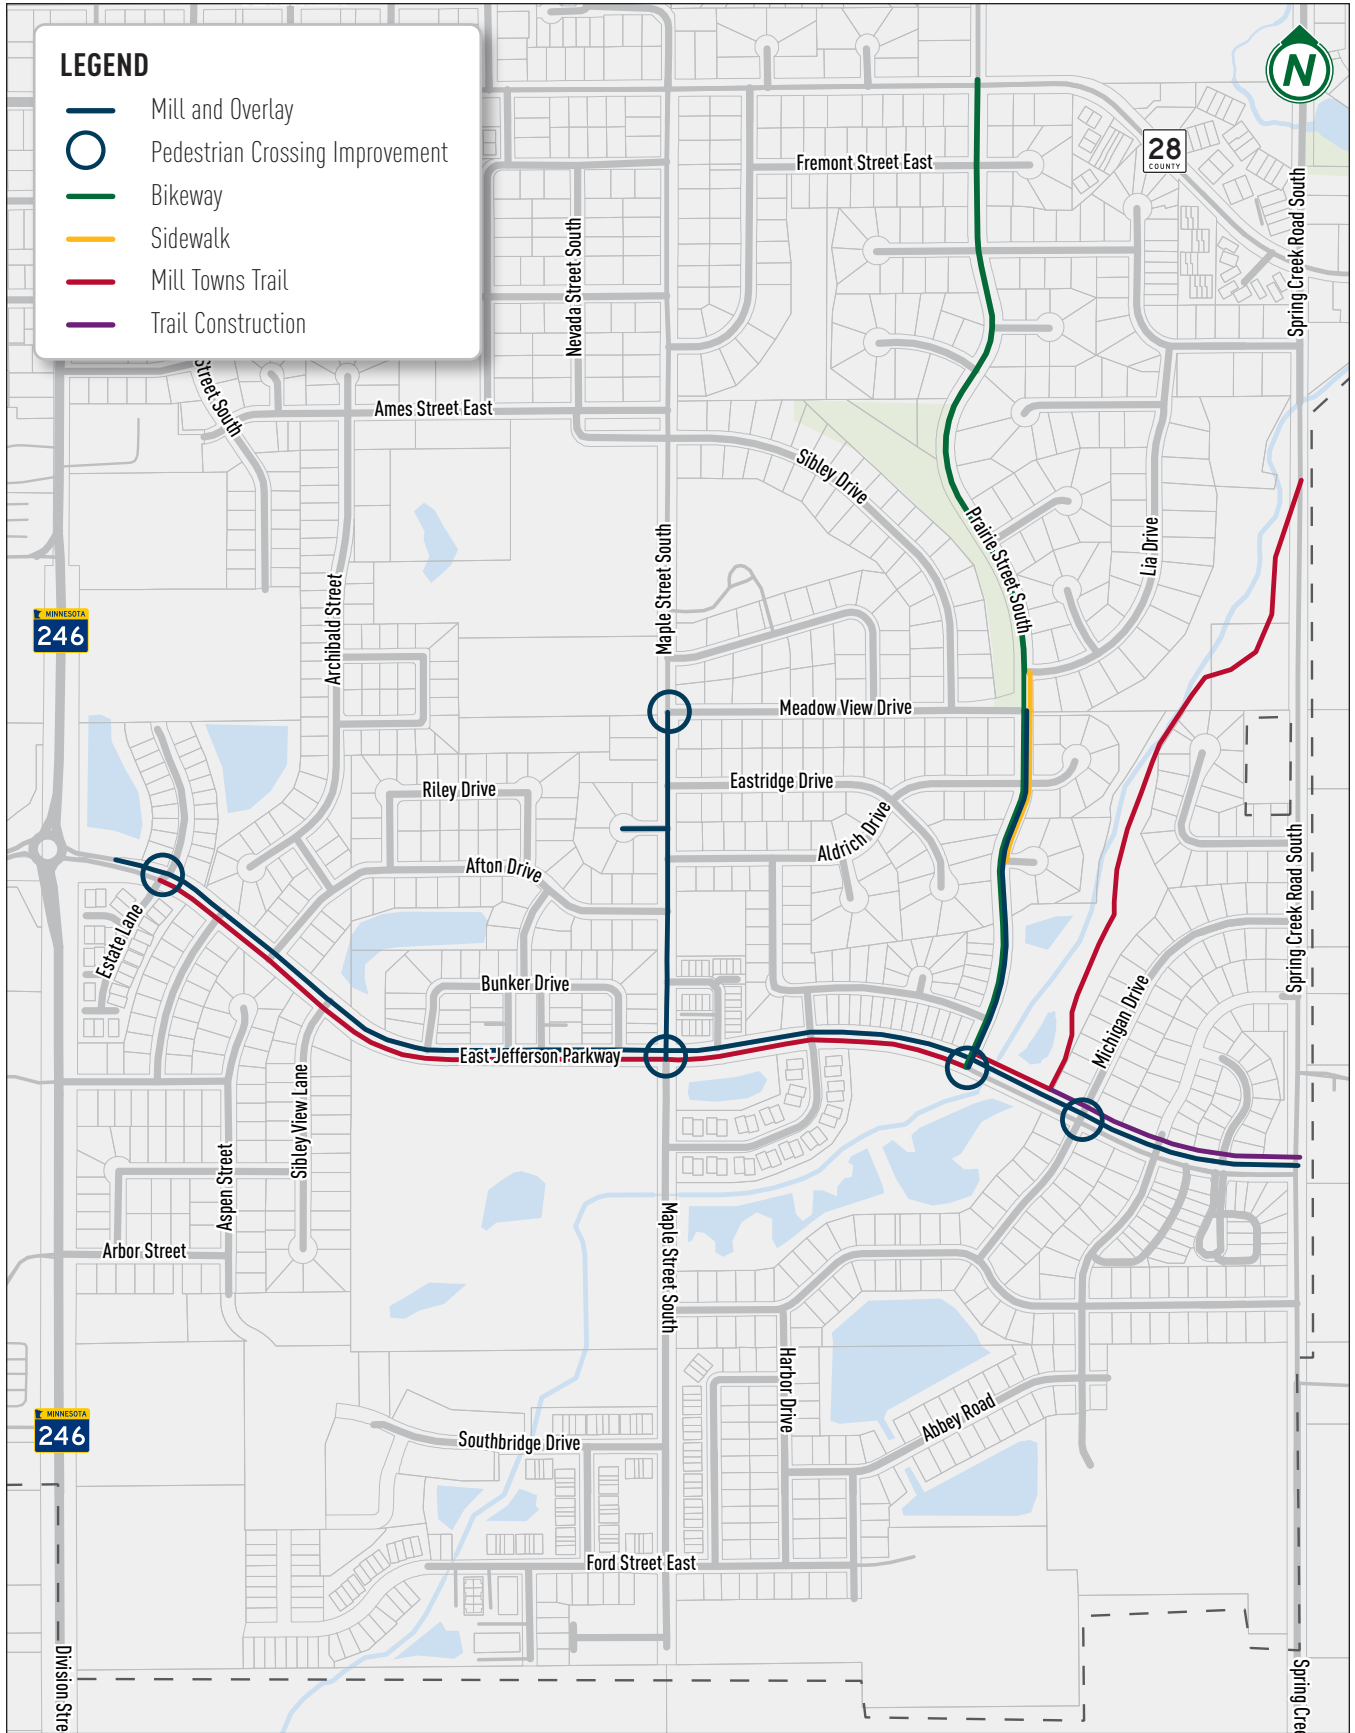 LEGEND
Mill and Overlay
Pedestrian Crossing Improvement
Bikeway
Sidewalk
Mill Towns Trail
Trail Construction
N
28
COUNTY
Fremont Street East
Spring Creek Road South
Nevada Street South
Street South
Ames Street East
Sibley Drive
Prairie Street South
Lia Drive
Maple Street South
Archibald Street
MINNESOTA
246
Meadow View Drive
Eastridge Drive
Riley Drive
Aldrich Drive
Afton Drive
Spring Creek Road South
Estate Lane
Bunker Drive
Michigan Drive
East Jefferson Parkway
Sibley View Lane
Aspen Street
Arbor Street
Maple Street South
Harbor Drive
Abbey Road
MINNESOTA
246
Southbridge Drive
Ford Street East
Division Stre
Spring Cree